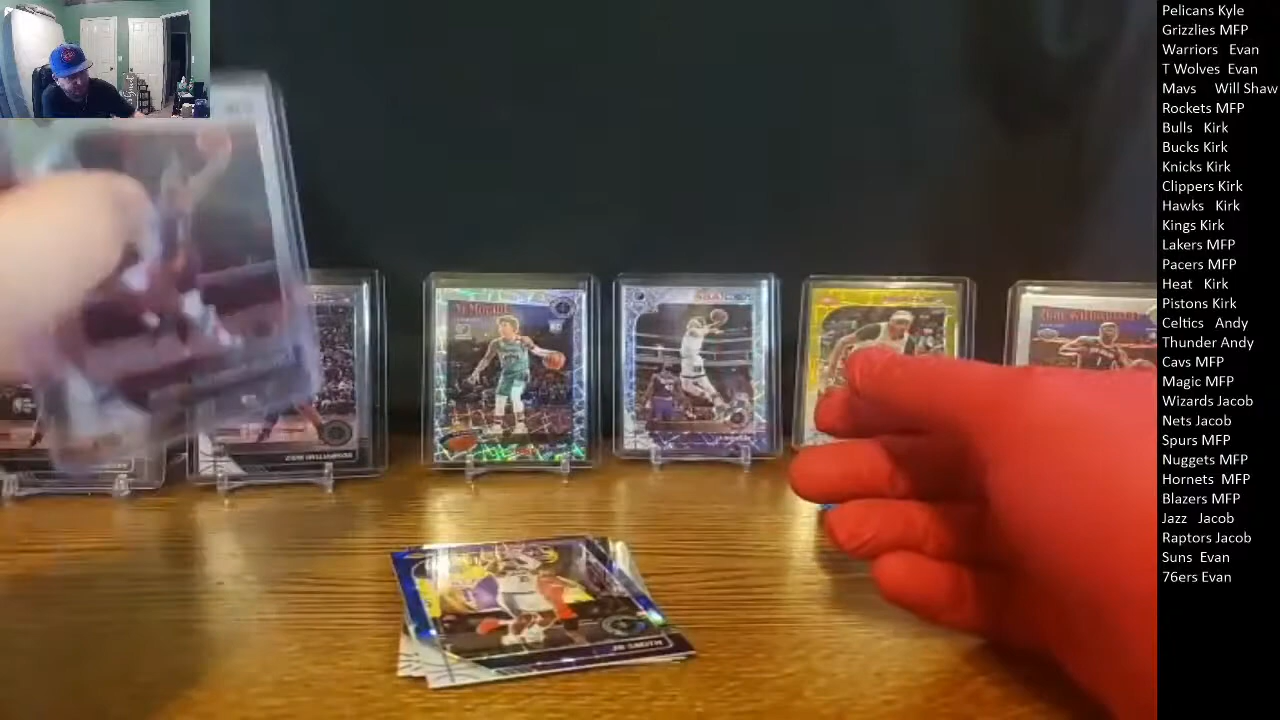 Pelicans Kyle
Grizzlies MFP
Warriors Evan
T Wolves Evan
Mavs Will Shaw
Rockets MFP
Bulls Kirk
Bucks Kirk
Knicks Kirk
Clippers Kirk
Hawks Kirk
Kings Kirk
Lakers MFP
Pacers MFP
Heat Kirk
Pistons Kirk
Celtics Andy
Thunder Andy
Cavs MFP
Magic MFP
Wizards Jacob
Nets Jacob
Spurs MFP
Nuggets MFP
Hornets MFP
Blazers MFP
Jazz Jacob
Raptors Jacob
Suns Evan
76ers Evan
JR SMITH